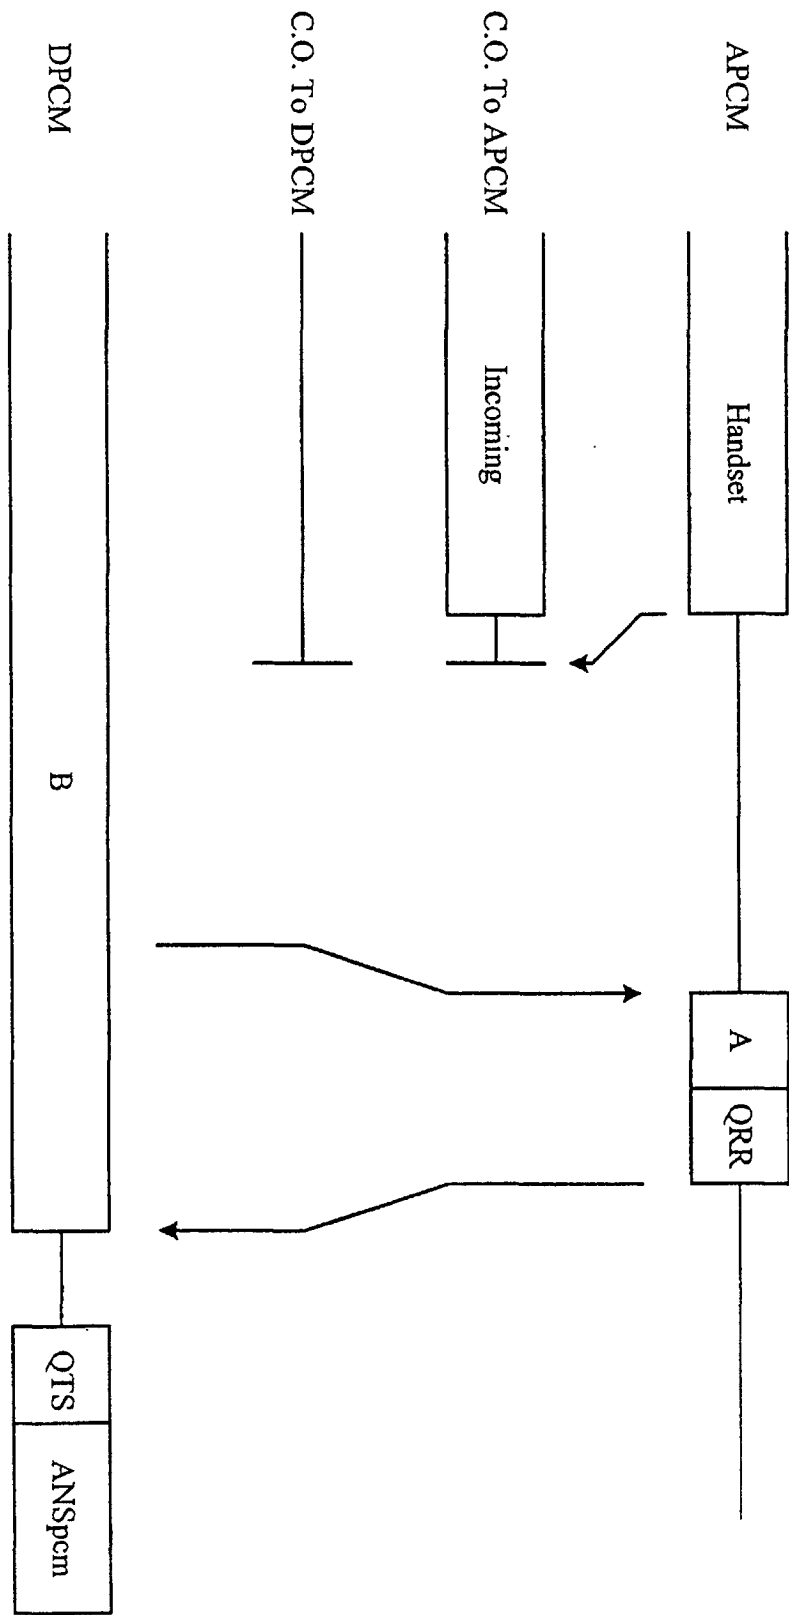 APCM
Handset
A
QRR
C.O. To APCM
Incoming
C.O. To DPCM
DPCM
B
QTS
ANSpcm